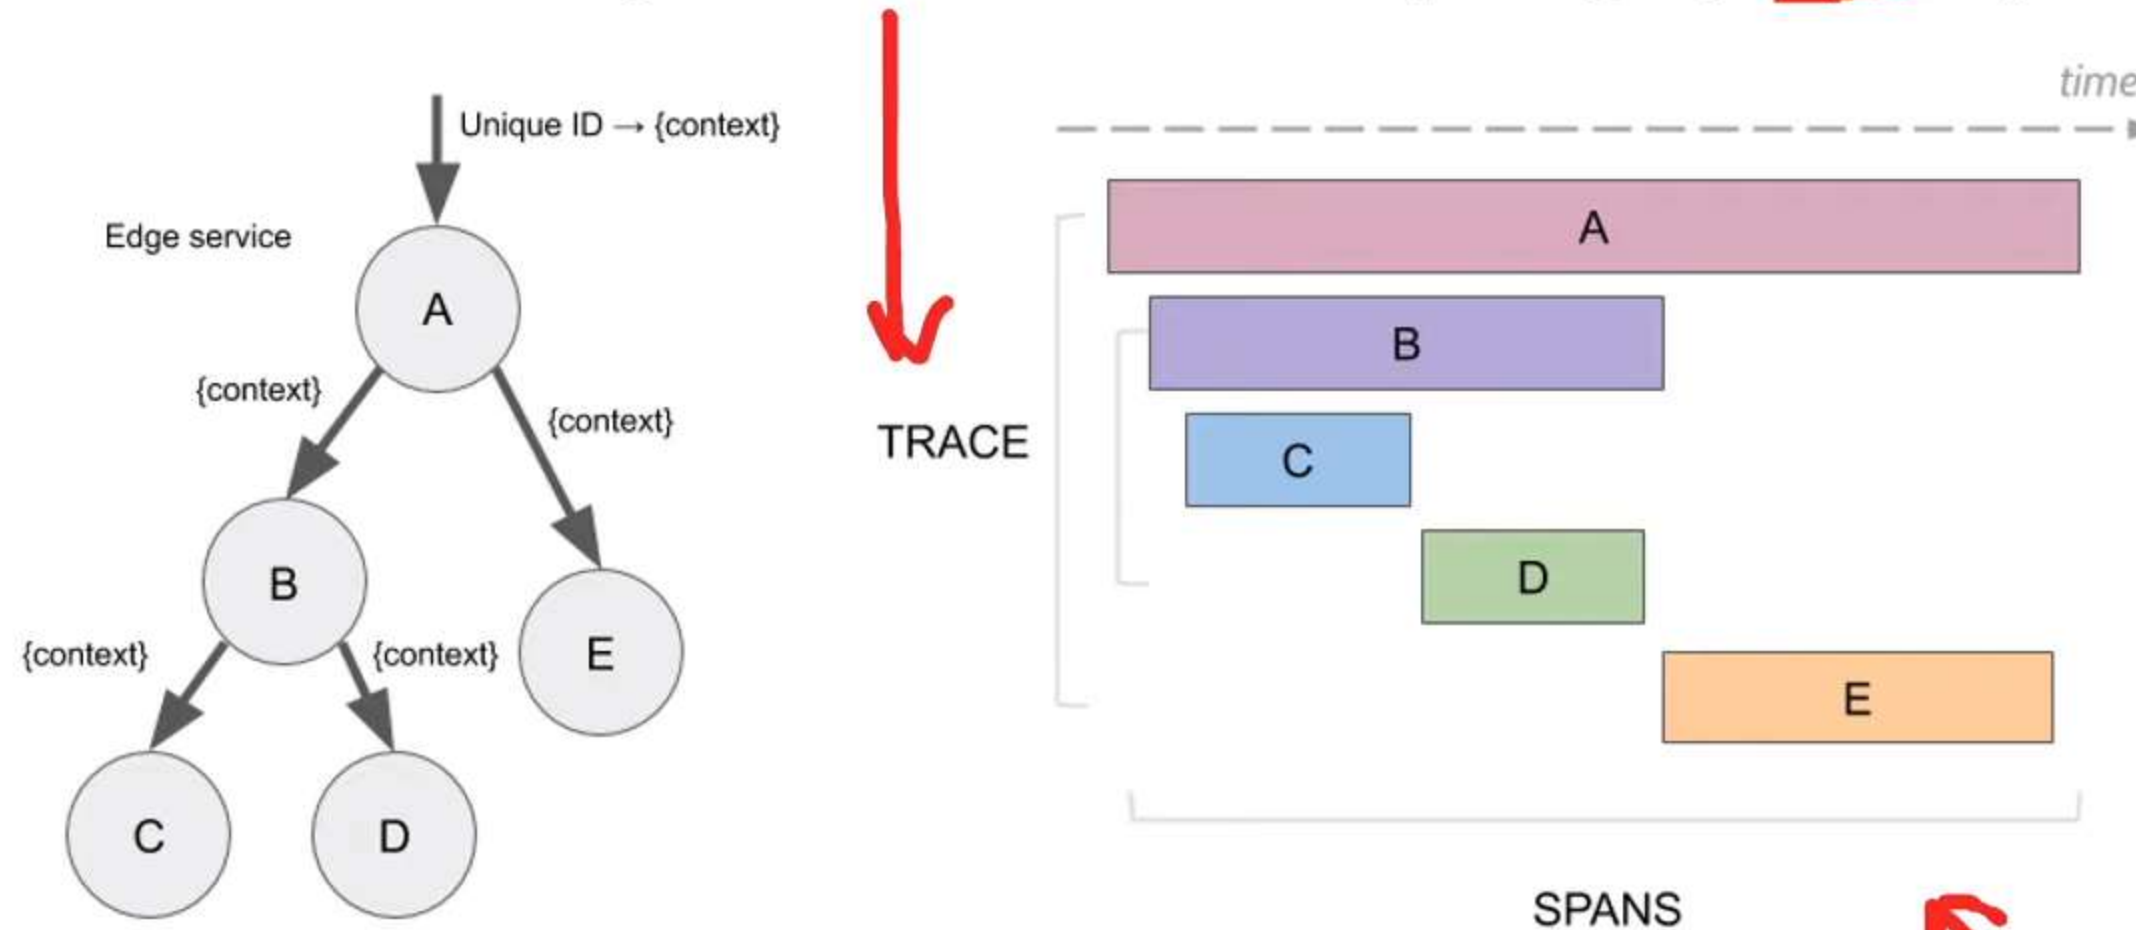 Unique ID → {context}
Edge service
A
{context}
{context}
B
E
{context}
{context}
C
D
time
TRACE
A
B
C
D
E
SPANS